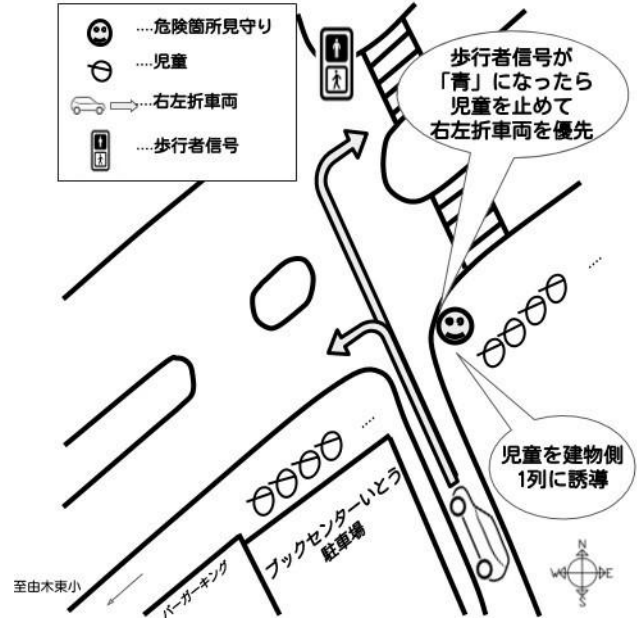 ....危険箇所見守り
....児童
....右左折車両
....歩行者信号
歩行者信号が
「青」になったら
児童を止めて
右左折車両を優先
....
....
児童を建物側
1列に誘導
ブックセンターいとう
駐車場
バーガーキング
至由木東小
N
W
E
S